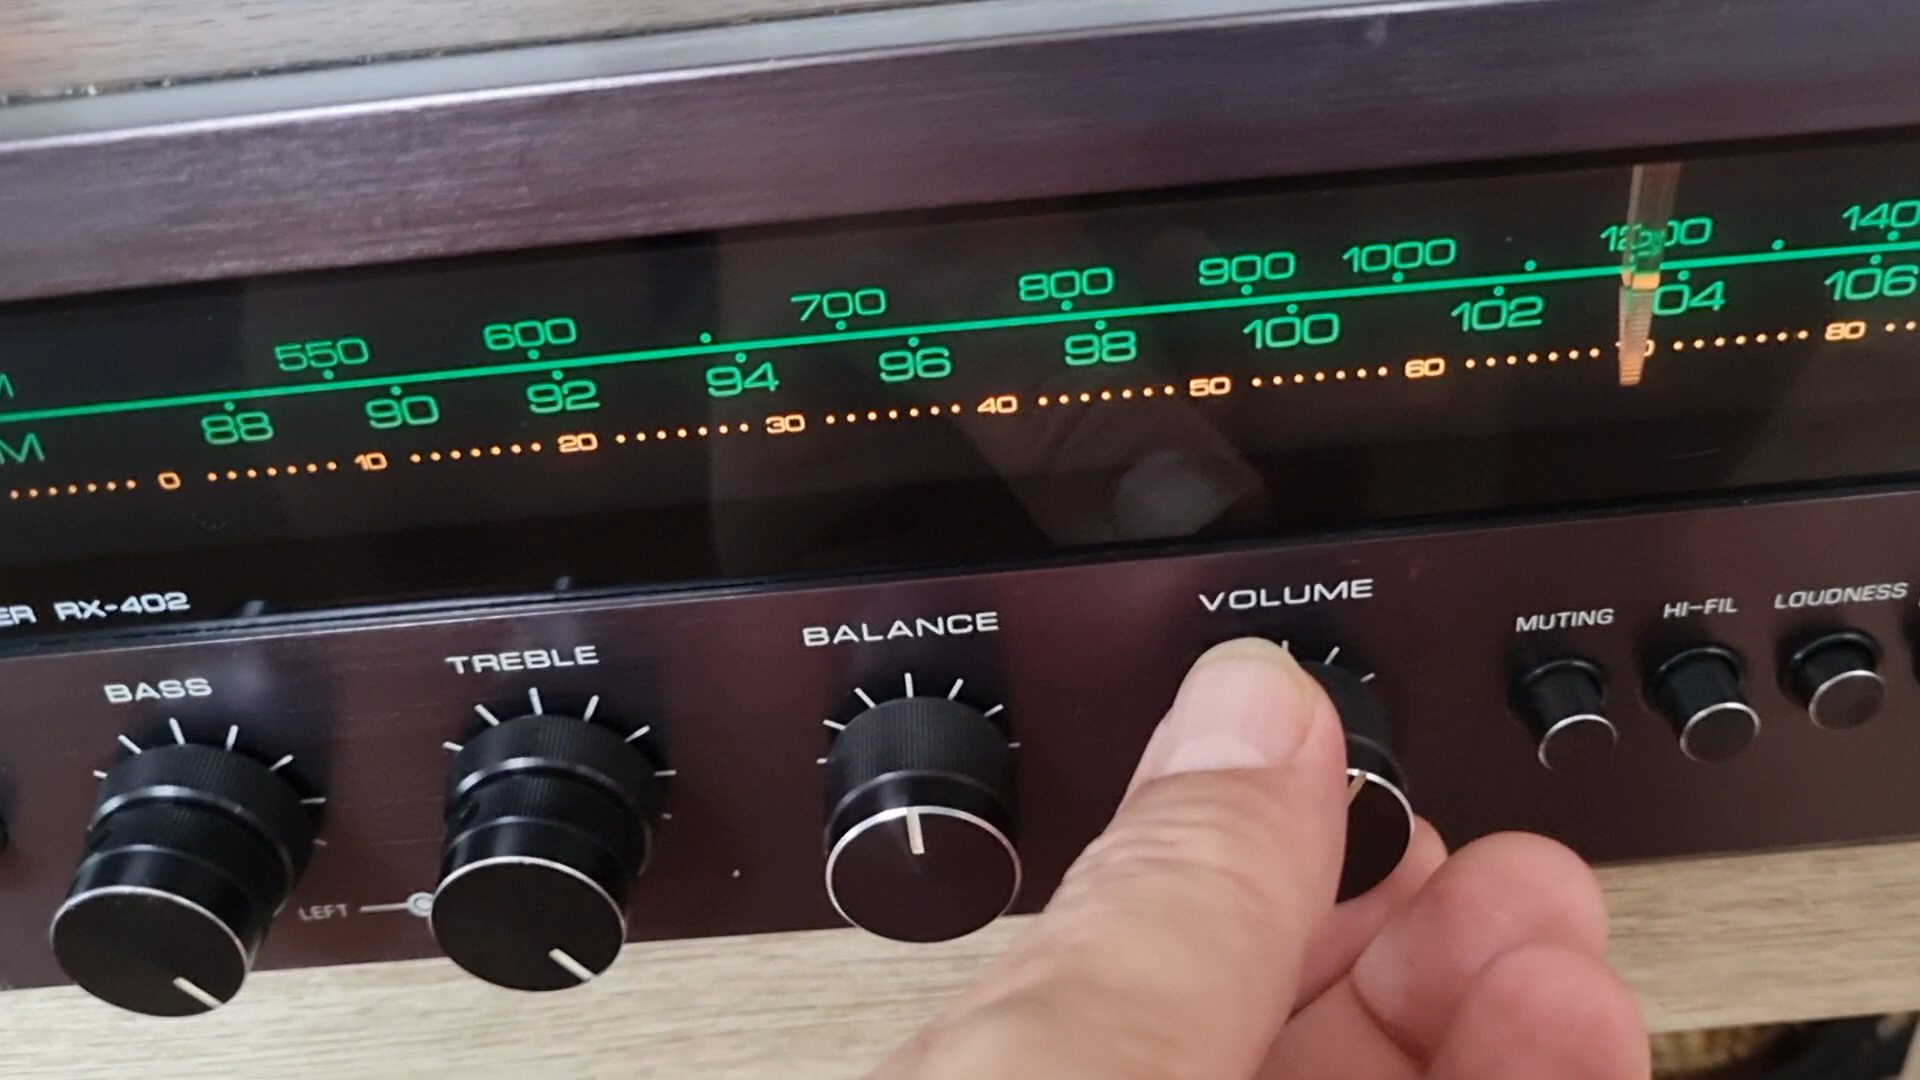 550 600 700 800 900 1000 1200 140
M
88 90 92 94 96 98 100 102 104 106
0 10 20 30 40 50 60 80
ER RX-402
BASS TREBLE BALANCE VOLUME MUTING HI-FIL LOUDNESS
LEFT